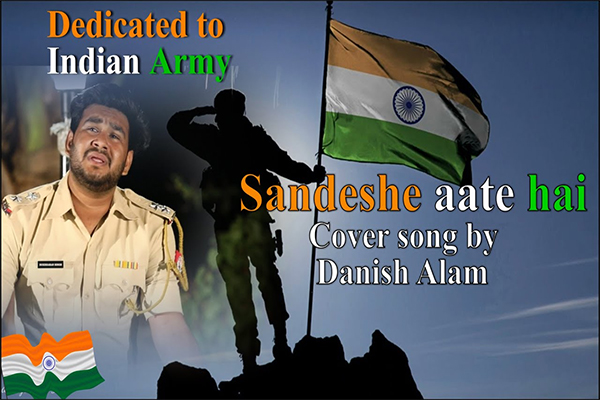 Dedicated to
Indian Army
Sandeshe aate hai
Cover song by
Danish Alam